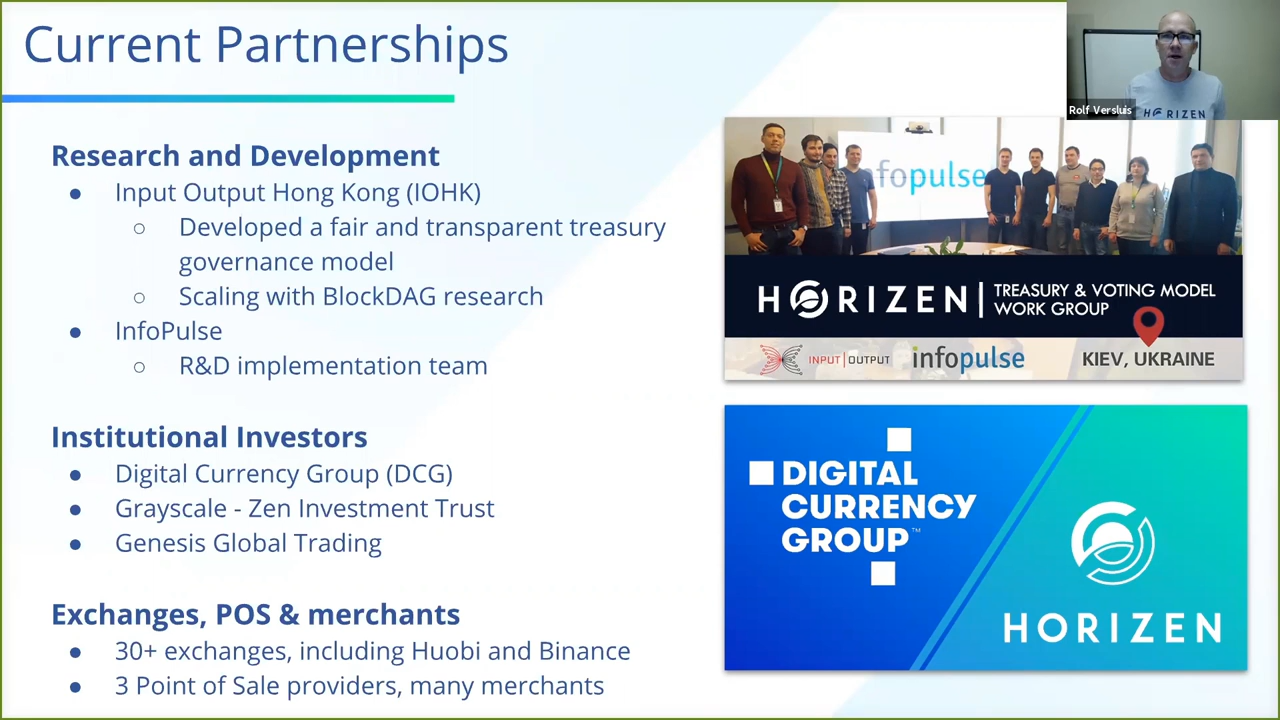 Current Partnerships
Rolf Versluis
HORIZEN
Research and Development
● Input Output Hong Kong (IOHK)
○ Developed a fair and transparent treasury
governance model
○ Scaling with BlockDAG research
● InfoPulse
○ R&D implementation team
Institutional Investors
● Digital Currency Group (DCG)
● Grayscale - Zen Investment Trust
● Genesis Global Trading
Exchanges, POS & merchants
● 30+ exchanges, including Huobi and Binance
● 3 Point of Sale providers, many merchants
infopulse
HORIZEN
TREASURY & VOTING MODEL
WORK GROUP
INPUT | OUTPUT
infopulse
KIEV, UKRAINE
DIGITAL
CURRENCY
GROUP™
HORIZEN